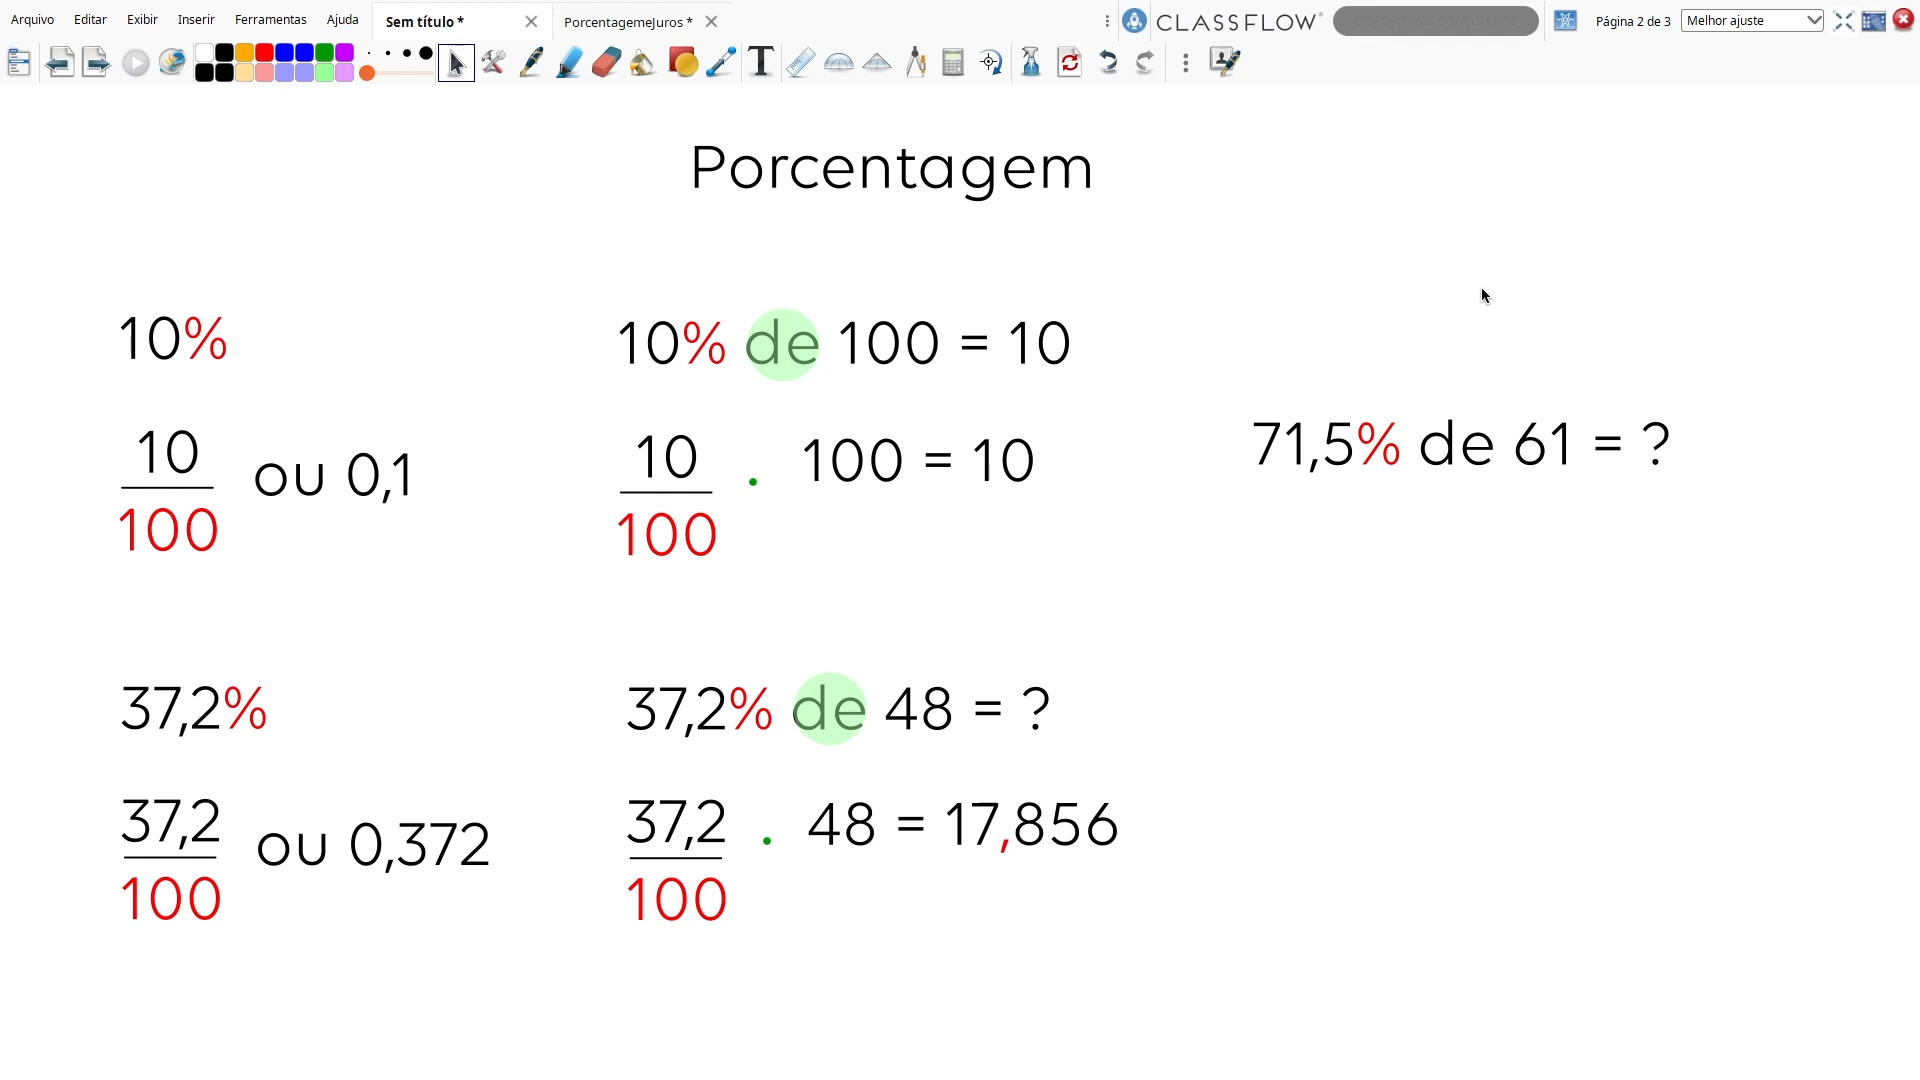 Arquivo Editar Exibir Inserir Ferramentas Ajuda Sem título * PorcentagemeJuros * CLASSFLOW Página 2 de 3 Melhor ajuste
Porcentagem
10%
10
100
ou 0,1
10% de 100 = 10
10
100
. 100 = 10
71,5% de 61 = ?
37,2%
37,2
100
ou 0,372
37,2% de 48 = ?
37,2
100
. 48 = 17,856